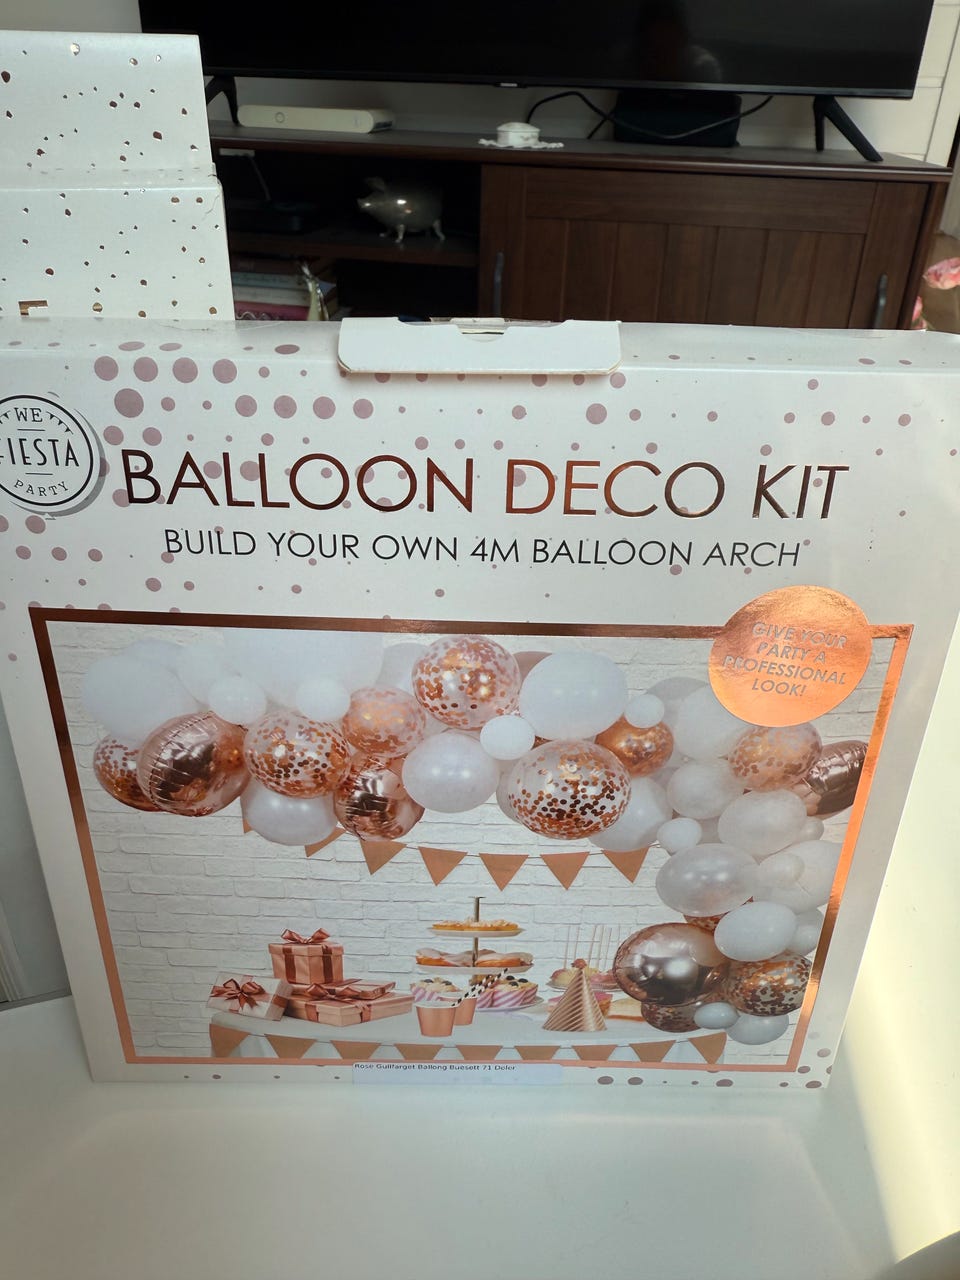 WE
FIESTA
PARTY
BALLOON DECO KIT
BUILD YOUR OWN 4M BALLOON ARCH
GIVE YOUR
PARTY A
PROFESSIONAL
LOOK!
Rose Gullfarget Ballong Buesett 71 Deler